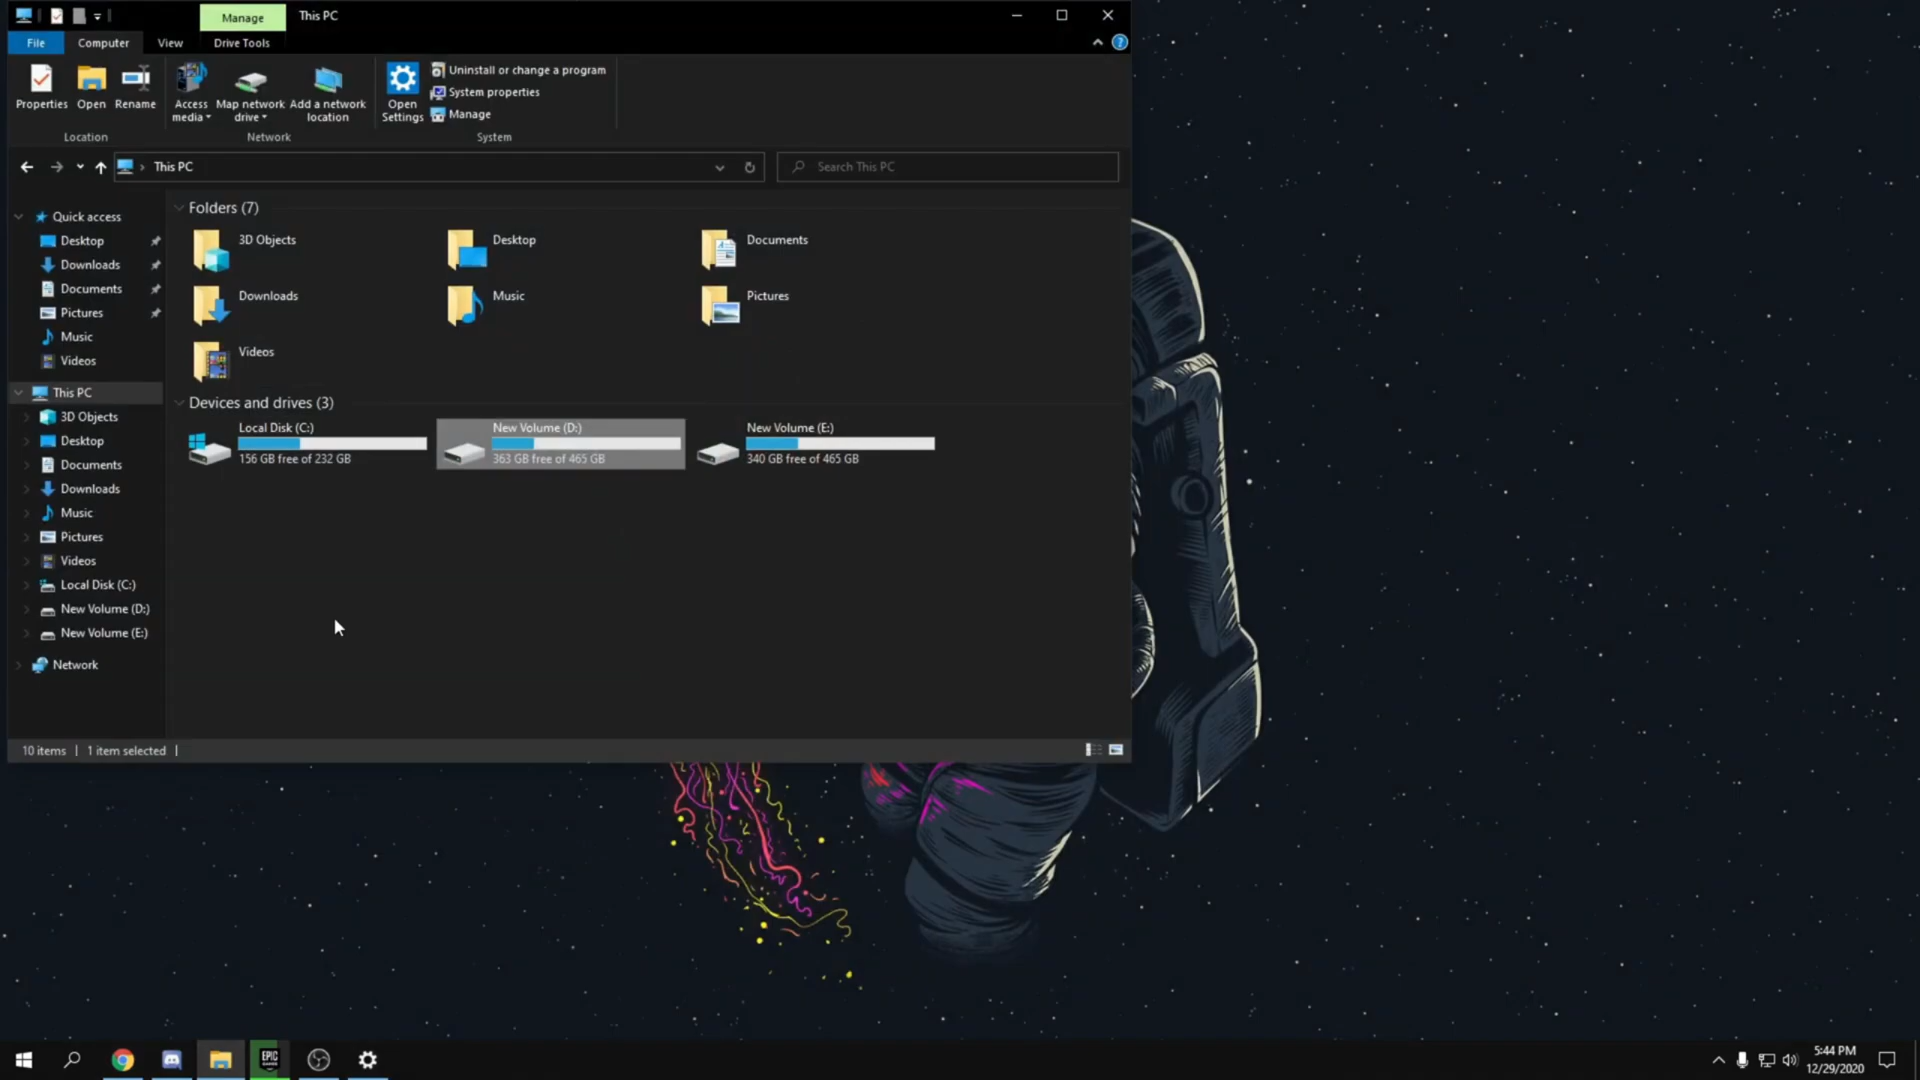 Manage
This PC
File
Computer
View
Drive Tools
Properties
Open
Rename
Access media
Map network drive
Add a network location
Open Settings
Uninstall or change a program
System properties
Manage
Location
Network
System
This PC
Search This PC
Quick access
Desktop
Downloads
Documents
Pictures
Music
Videos
This PC
3D Objects
Desktop
Documents
Downloads
Music
Pictures
Videos
Local Disk (C:)
New Volume (D:)
New Volume (E:)
Network
Folders (7)
3D Objects
Desktop
Documents
Downloads
Music
Pictures
Videos
Devices and drives (3)
Local Disk (C:)
156 GB free of 232 GB
New Volume (D:)
363 GB free of 465 GB
New Volume (E:)
340 GB free of 465 GB
10 items
1 item selected
EPIC GAMES
5:44 PM
12/29/2020